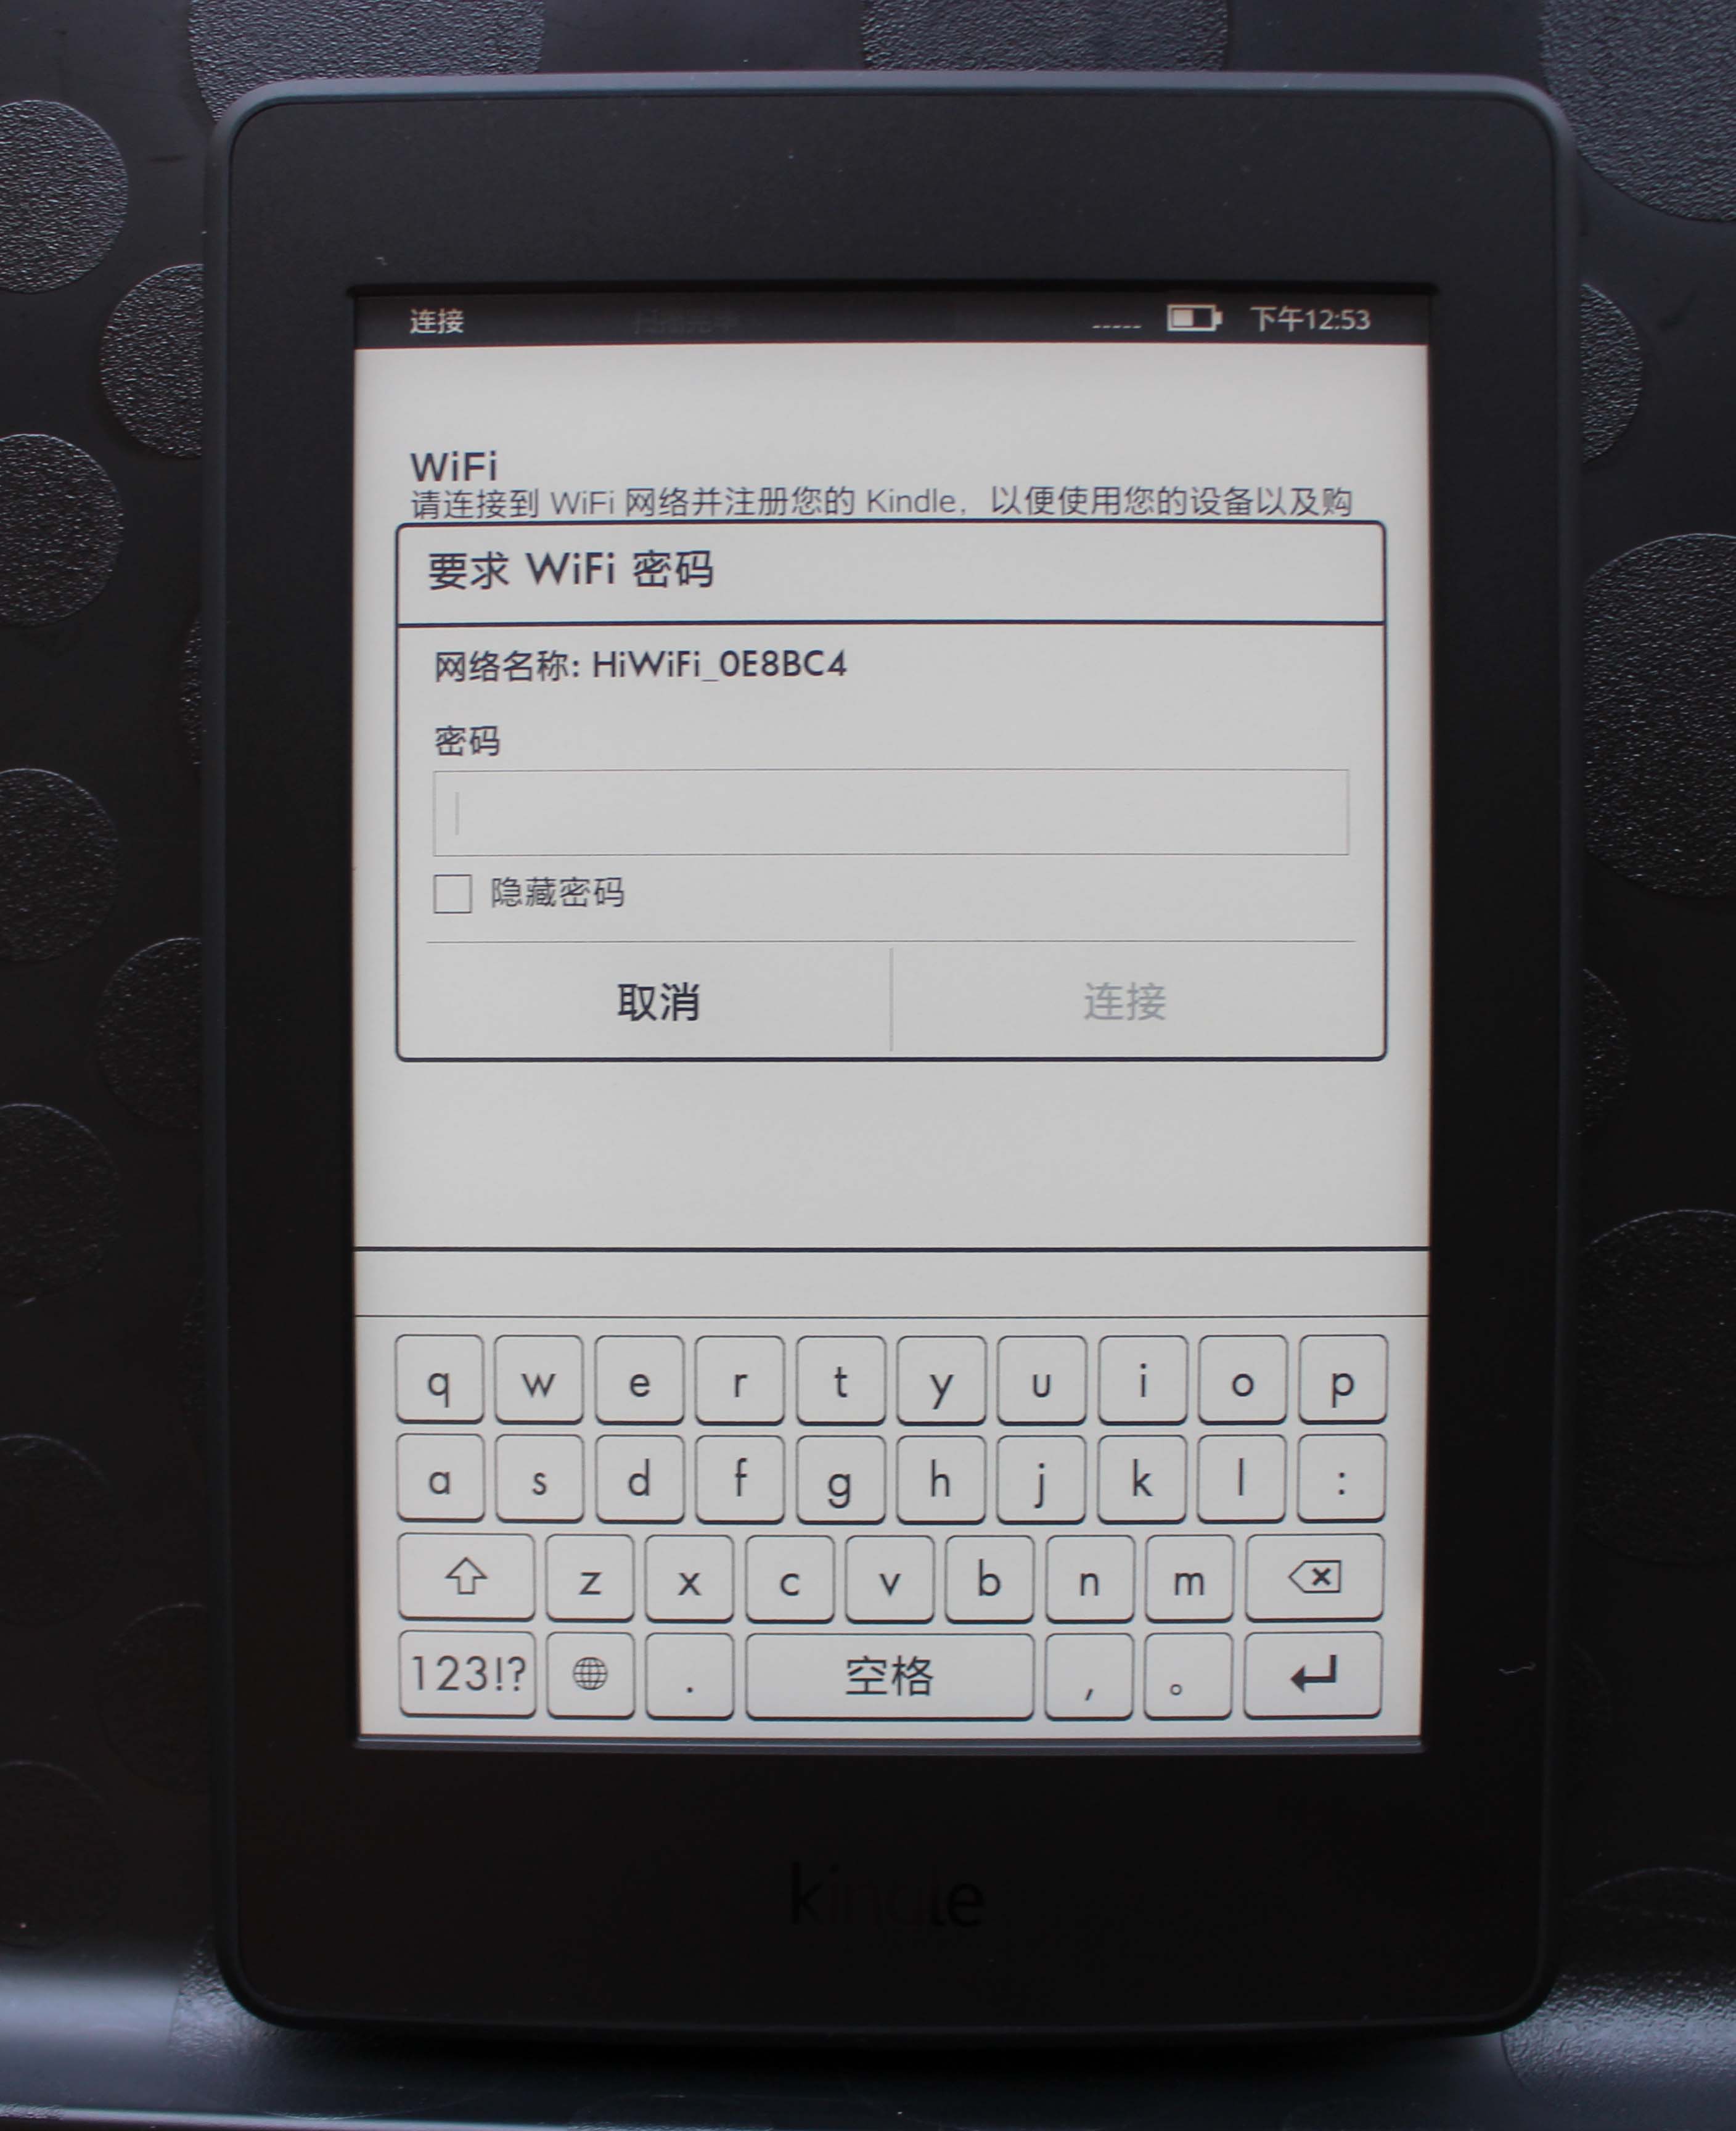 连接 下午12:53
WiFi
请连接到 WiFi 网络并注册您的 Kindle，以便使用您的设备以及购
要求 WiFi 密码
网络名称: HiWiFi_0E8BC4
密码
隐藏密码
取消 连接
q w e r t y u i o p
a s d f g h j k l :
z x c v b n m
123!? . 空格 , 。
kindle